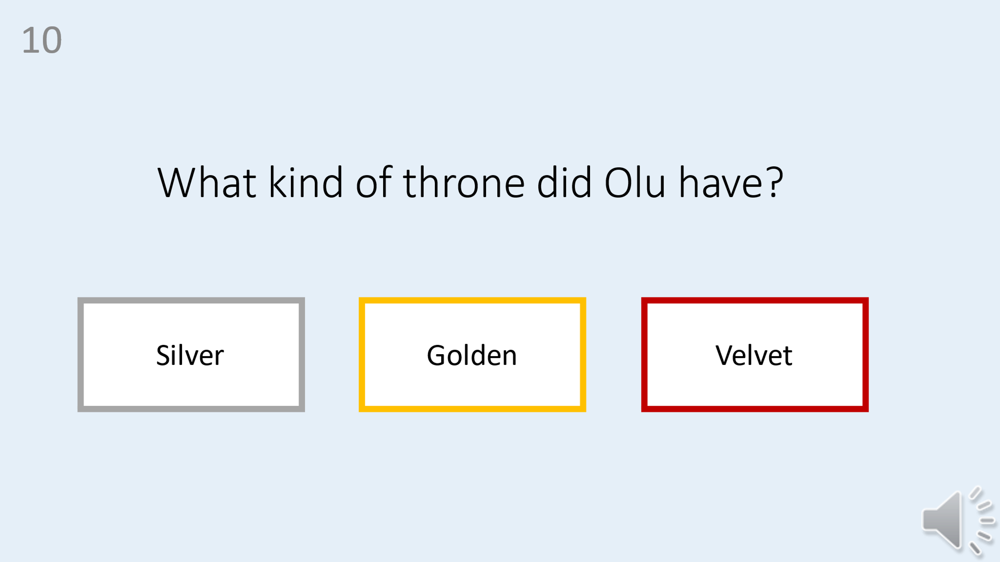 10
What kind of throne did Olu have?
Silver
Golden
Velvet